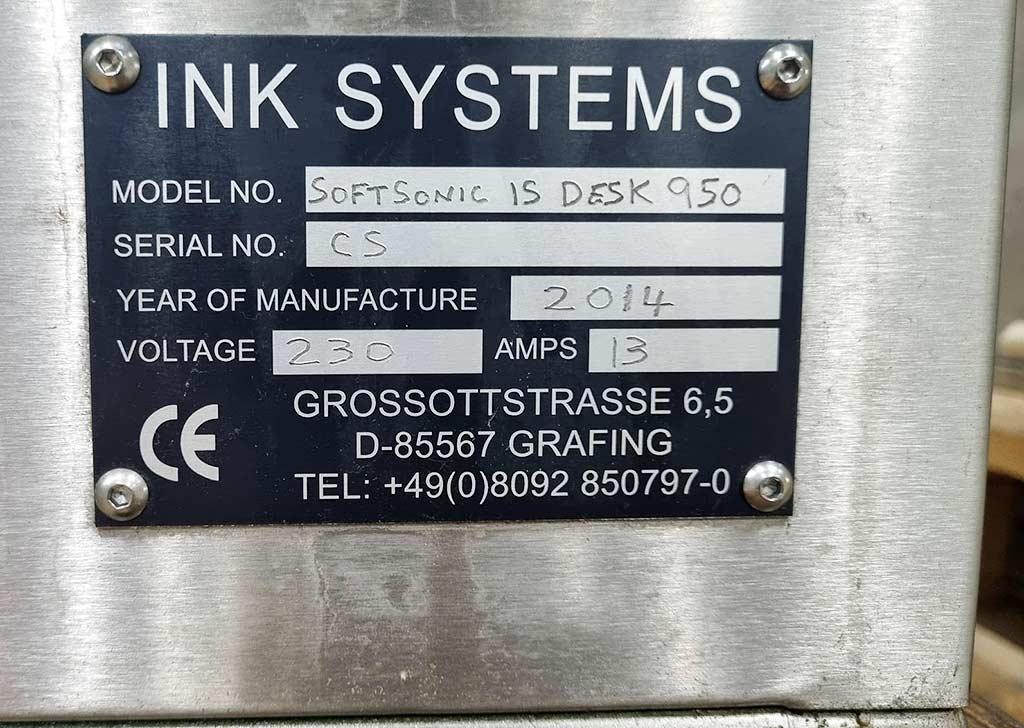 INK SYSTEMS
MODEL NO. SOFTSONIC IS DESK 950
SERIAL NO. CS
YEAR OF MANUFACTURE 2014
VOLTAGE 230 AMPS 13
GROSSOTTSTRASSE 6,5
D-85567 GRAFING
CE
TEL: +49(0)8092 850797-0